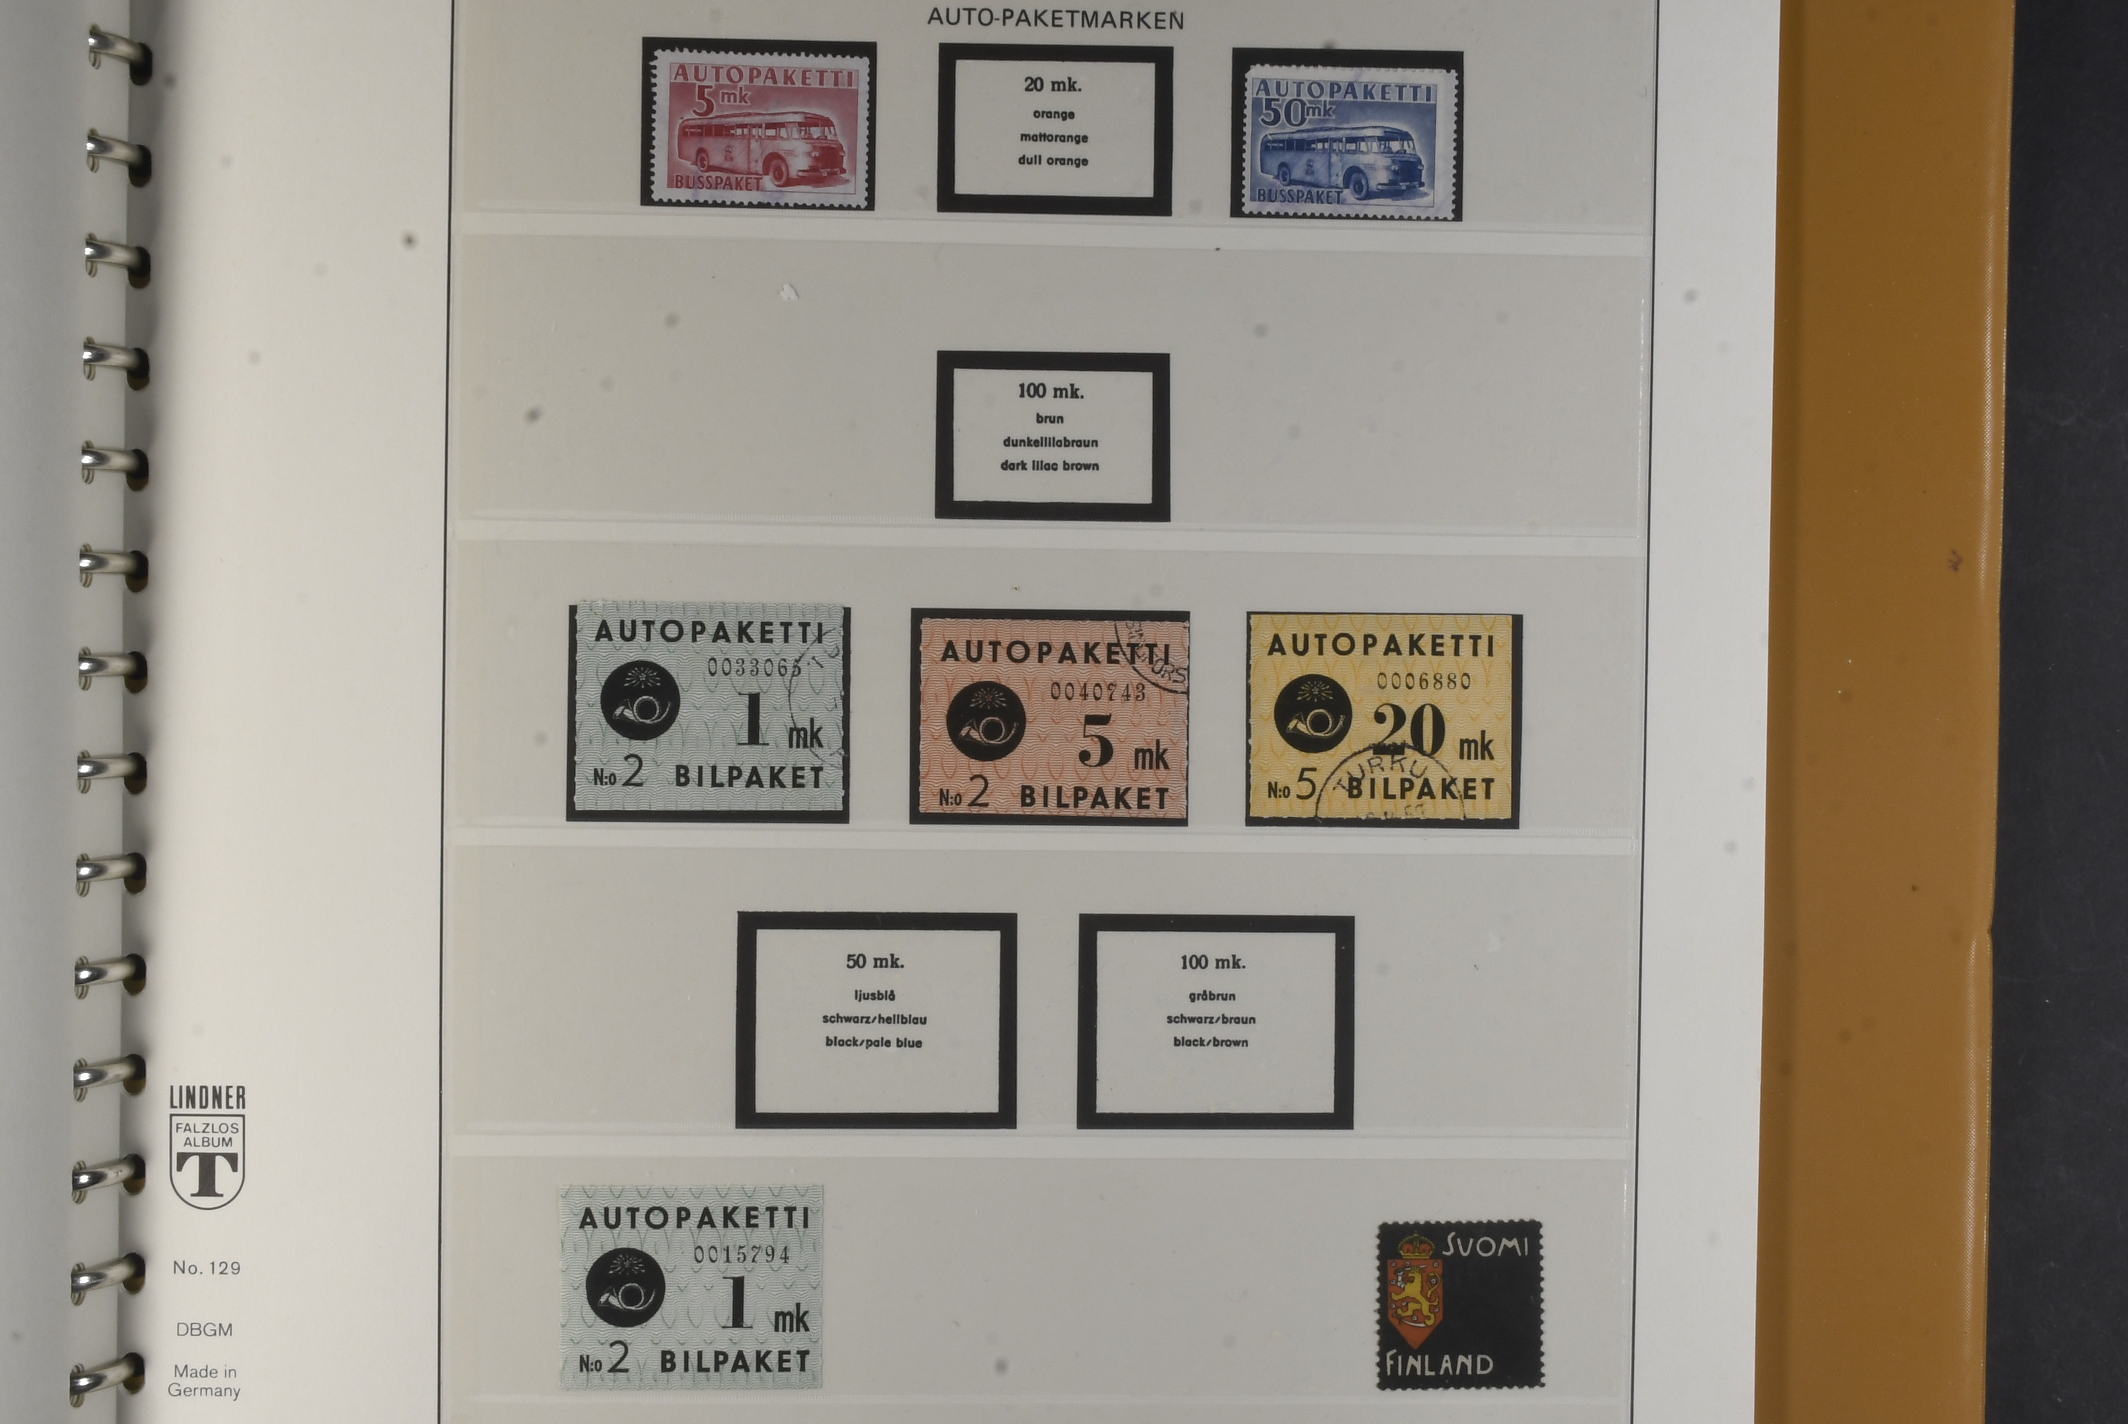 AUTO-PAKETMARKEN
AUTOPAKETTI
5 mk
BUSSPAKET
20 mk.
orange
mattorange
dull orange
AUTOPAKETTI
50 mk
BUSSPAKET
100 mk.
brun
dunkellilabraun
dark lilac brown
AUTOPAKETTI
0033065
1 mk
N:o 2 BILPAKET
AUTOPAKETTI
0040743
5 mk
N:o 2 BILPAKET
AUTOPAKETTI
0006880
20 mk
N:o 5 BILPAKET
TURKU
50 mk.
ljusblå
schwarz/hellblau
black/pale blue
100 mk.
gråbrun
schwarz/braun
black/brown
LINDNER
FALZLOS
ALBUM
T
No. 129
DBGM
Made in
Germany
AUTOPAKETTI
0015794
1 mk
N:o 2 BILPAKET
SUOMI
FINLAND